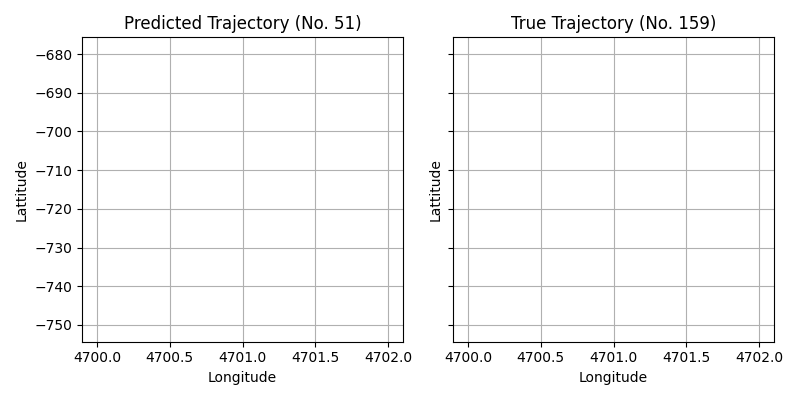 Predicted Trajectory (No. 51)
True Trajectory (No. 159)
Lattitude
−680
−690
−700
−710
−720
−730
−740
−750
4700.0 4700.5 4701.0 4701.5 4702.0
Longitude
Lattitude
4700.0 4700.5 4701.0 4701.5 4702.0
Longitude